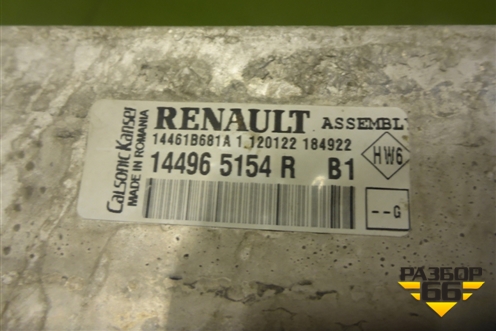 Calsonic Kansei
MADE IN ROMANIA
RENAULT ASSEMBLY
14461B681A 1.120122 184922
14496 5154 R B1
HW6
--G
РАЗБОР
66